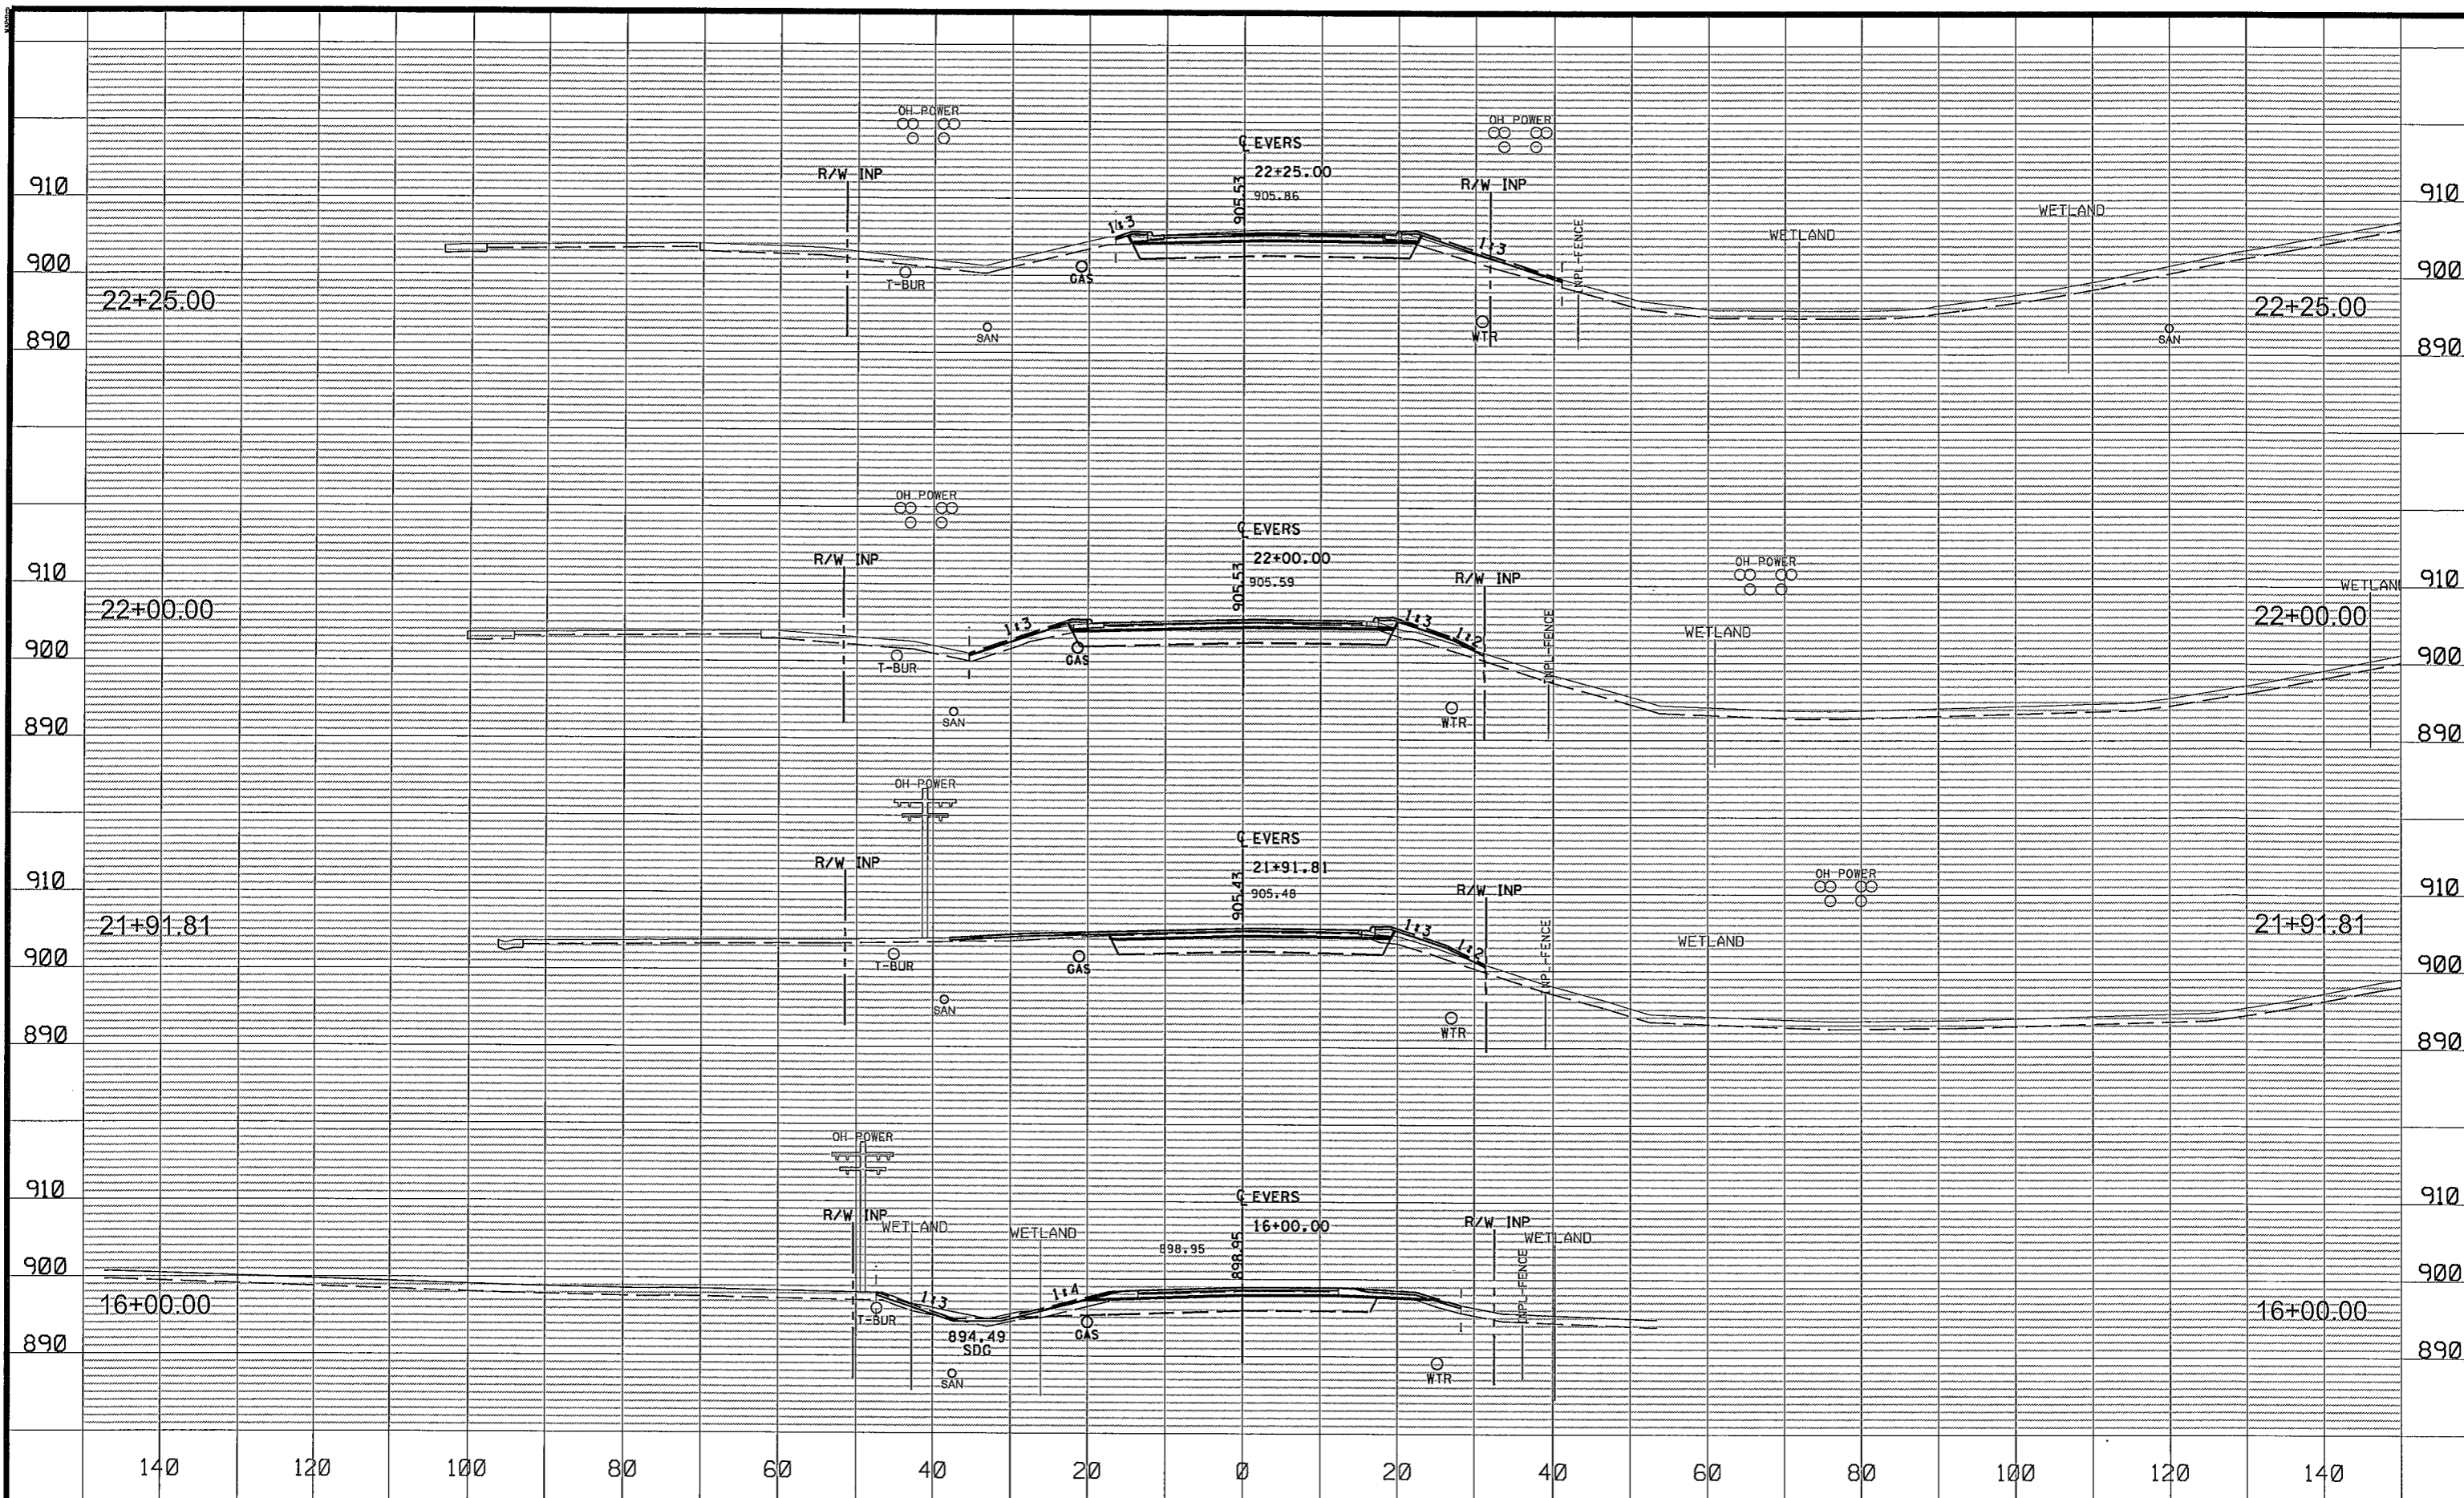 OH POWER
OH POWER
EVERS
R/W INP
22+25.00
905.53
905.86
R/W INP
1:3
1:3
INPL-FENCE
WETLAND
WETLAND
910
910
900
900
T-BUR
GAS
22+25.00
22+25.00
SAN
WTR
SAN
890
890
OH POWER
EVERS
R/W INP
22+00.00
905.53
905.59
R/W INP
OH POWER
WETLAN
910
910
22+00.00
22+00.00
1:3
1:3
1:2
INPL-FENCE
WETLAND
900
900
T-BUR
GAS
SAN
WTR
890
890
OH POWER
EVERS
R/W INP
21+91.81
905.43
905.48
R/W INP
OH POWER
910
910
21+91.81
21+91.81
1:3
1:2
INPL-FENCE
WETLAND
900
900
T-BUR
GAS
SAN
WTR
890
890
OH POWER
910
910
EVERS
R/W INP
WETLAND
WETLAND
16+00.00
898.95
898.95
R/W INP
WETLAND
INPL-FENCE
900
900
16+00.00
16+00.00
1:3
1:4
T-BUR
894.49
SDG
GAS
890
890
SAN
WTR
140 120 100 80 60 40 20 0 20 40 60 80 100 120 140